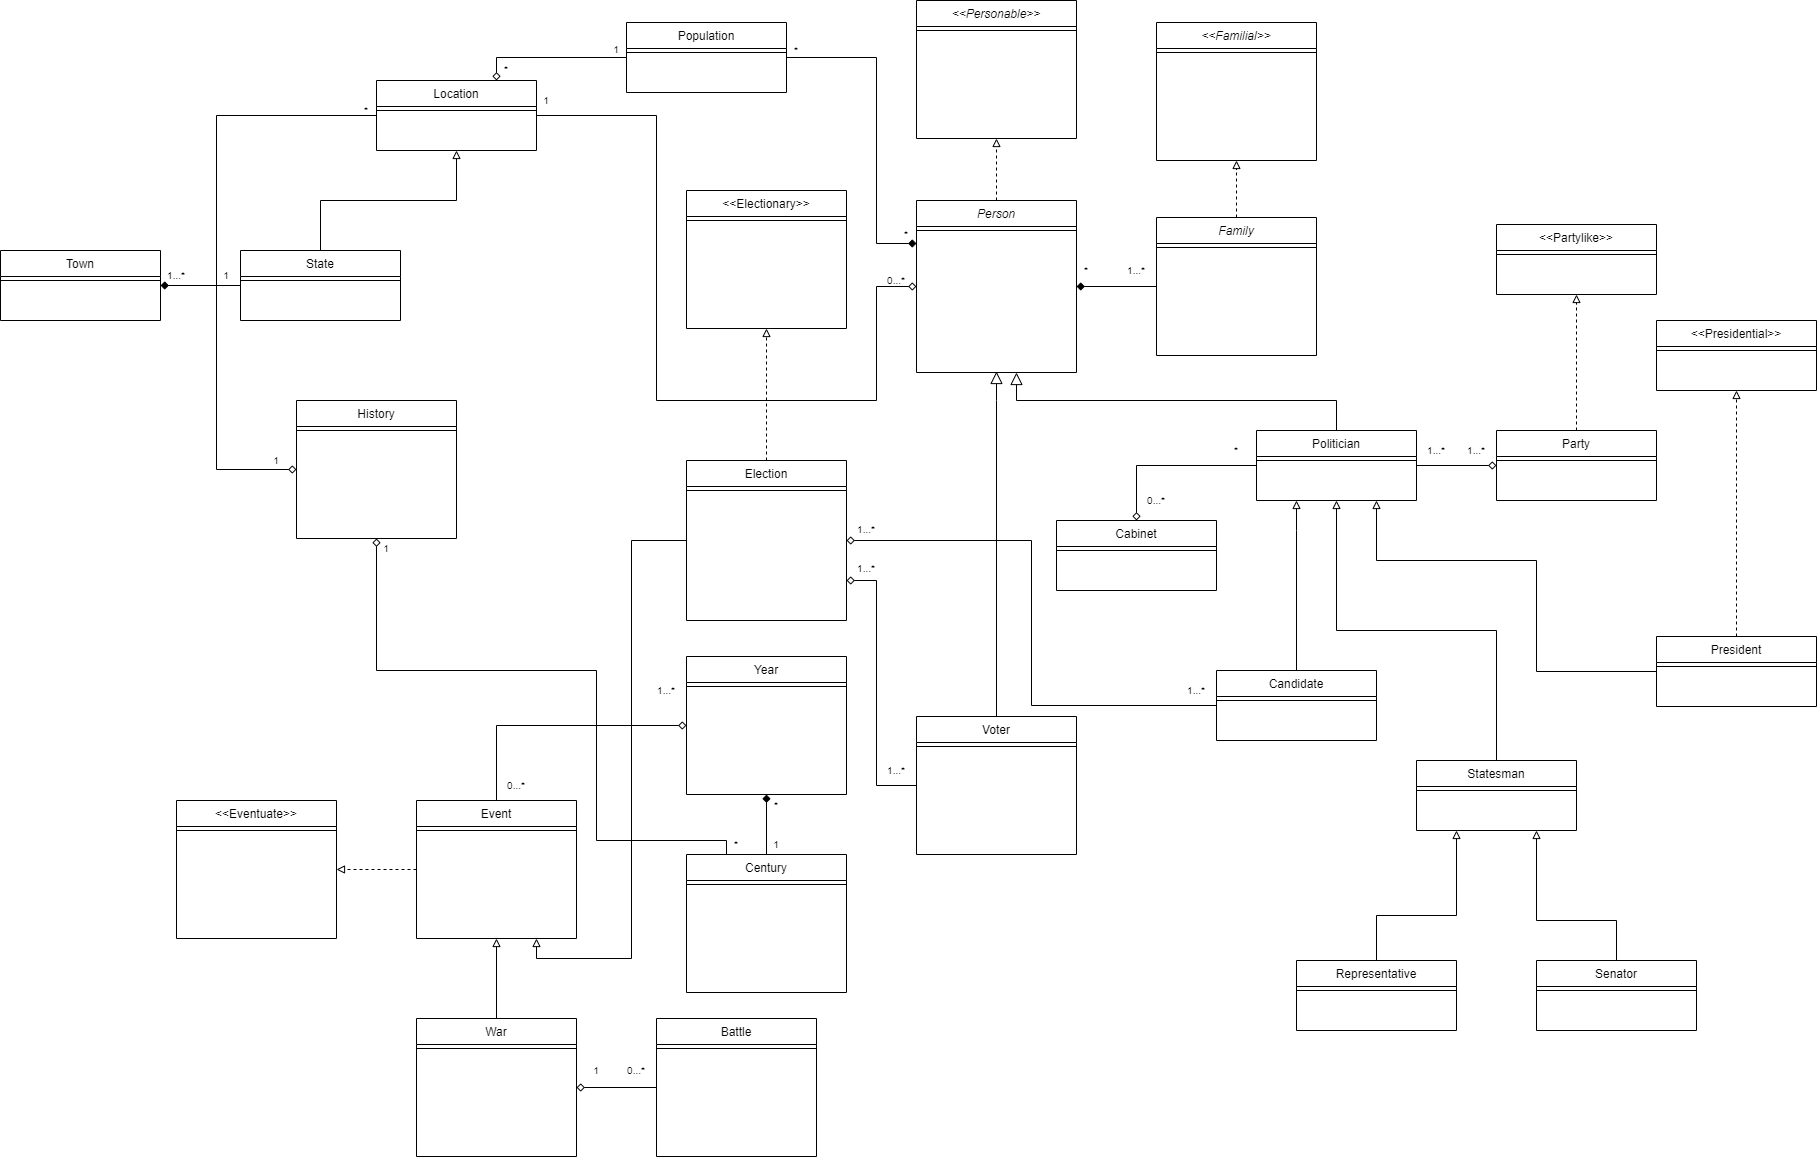 <<Personable>>
Population
<<Familial>>
1
*
*
Location
1
*
<<Electionary>>
Person
Family
*
<<Partylike>>
Town
State
1...*
1
*
1...*
0...*
<<Presidential>>
History
Politician
Party
*
1...*
1...*
1
Election
0...*
1...*
Cabinet
1
1...*
Year
President
1...*
1...*
Candidate
Voter
1...*
Statesman
0...*
*
<<Eventuate>>
Event
*
1
Century
Representative
Senator
War
Battle
1
0...*